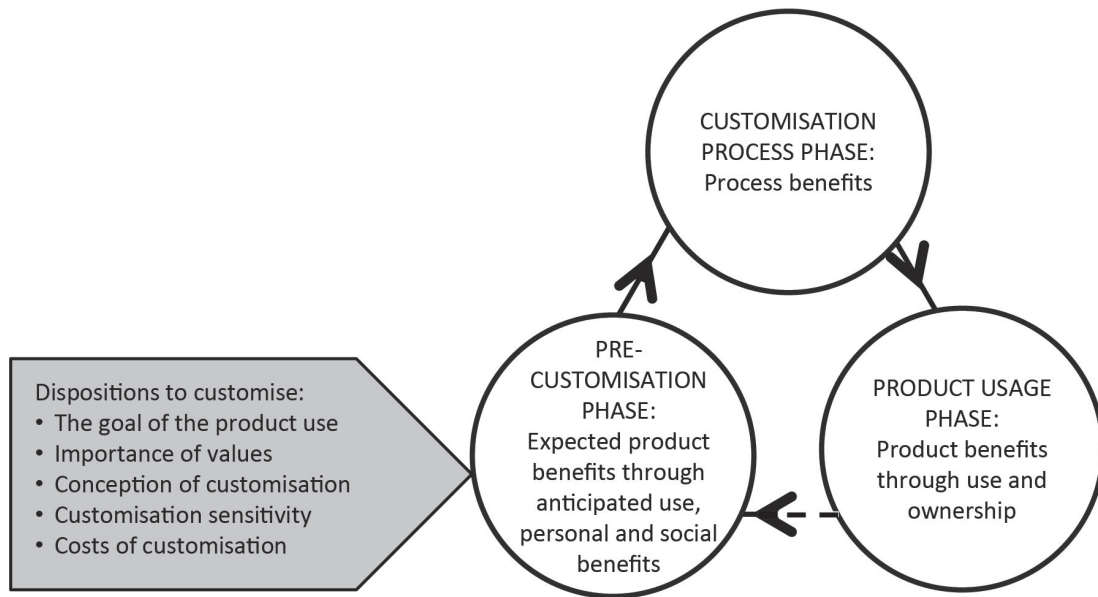 CUSTOMISATION
PROCESS PHASE:
Process benefits
PRE-
CUSTOMISATION
PHASE:
Expected product
benefits through
anticipated use,
personal and social
benefits
PRODUCT USAGE
PHASE:
Product benefits
through use and
ownership
Dispositions to customise:
• The goal of the product use
• Importance of values
• Conception of customisation
• Customisation sensitivity
• Costs of customisation